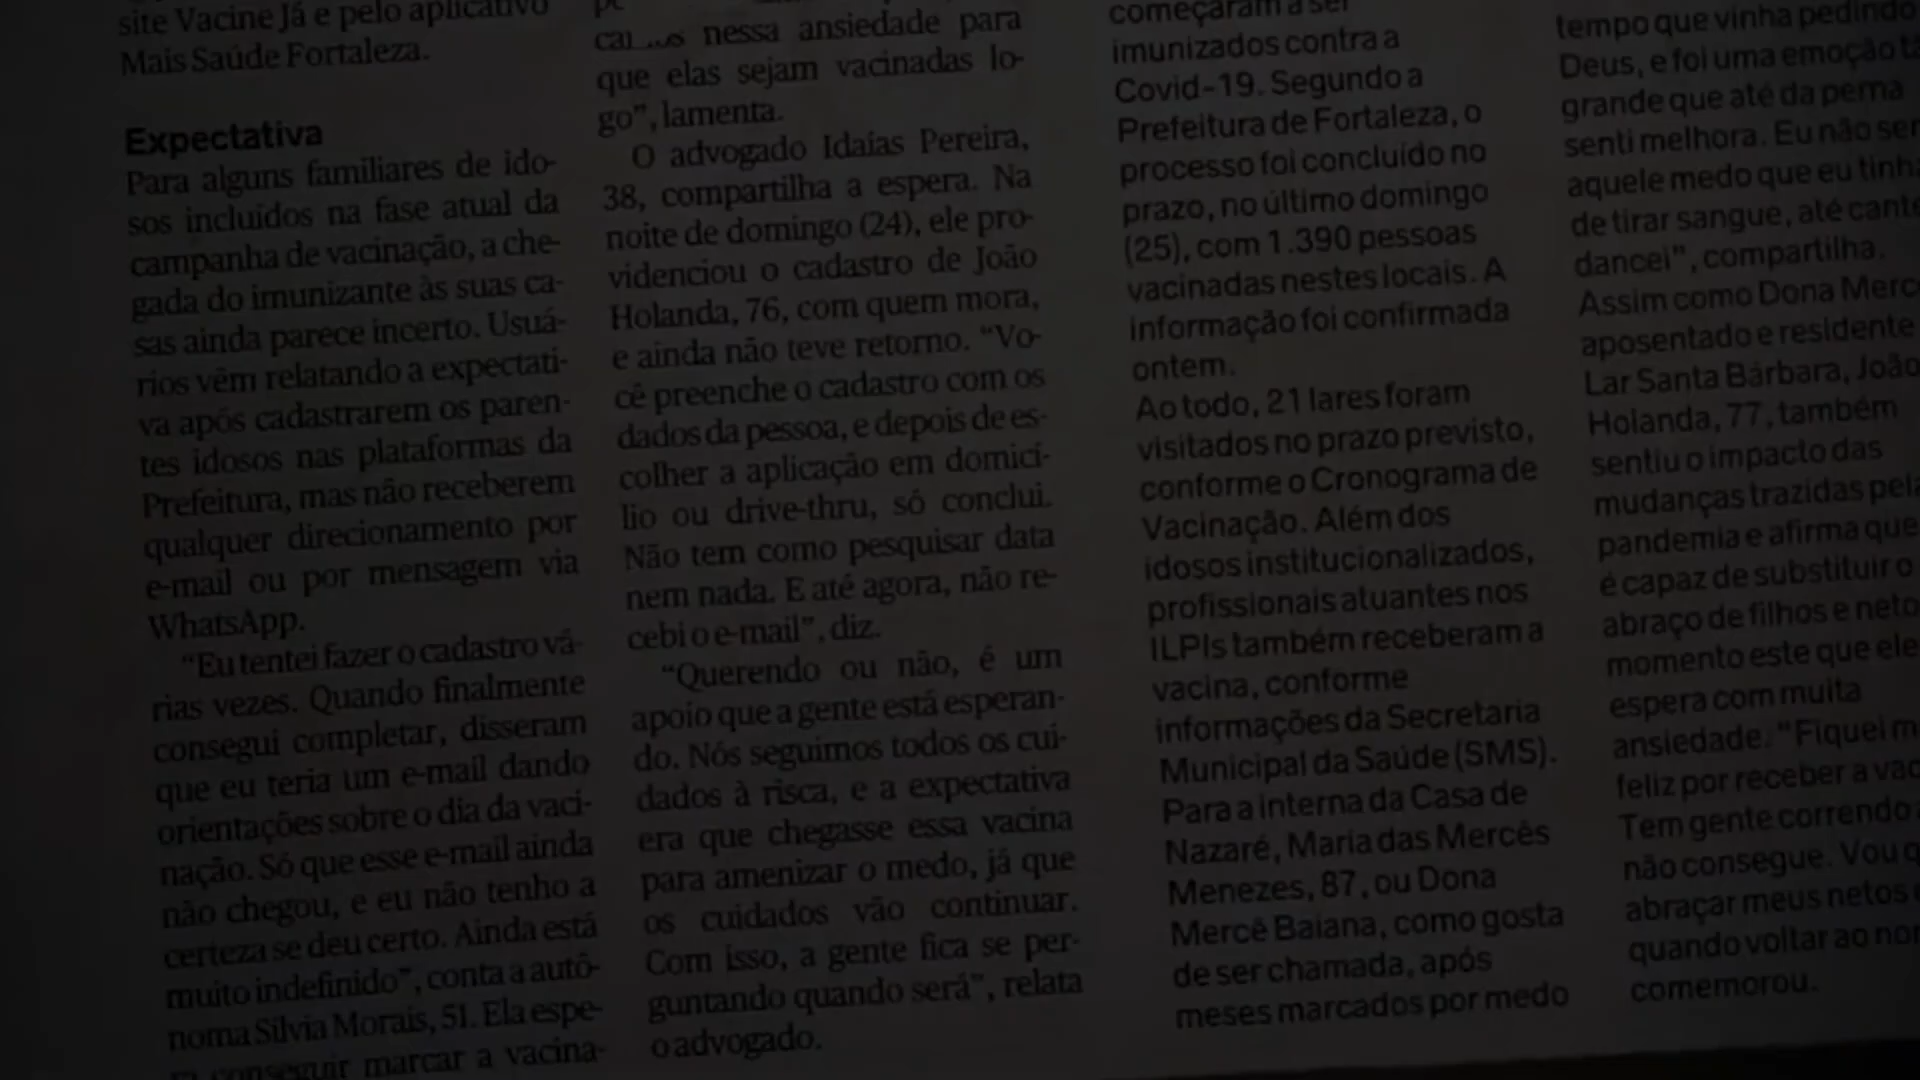 site Vacine Já e pelo aplicativo
Mais Saúde Fortaleza.
Expectativa
Para alguns familiares de ido-
sos incluídos na fase atual da
campanha de vacinação, a che-
gada do imunizante às suas ca-
sas ainda parece incerto. Usuá-
rios vêm relatando a expectati-
va após cadastrarem os paren-
tes idosos nas plataformas da
Prefeitura, mas não receberem
qualquer direcionamento por
e-mail ou por mensagem via
WhatsApp.
“Eu tentei fazer o cadastro vá-
rias vezes. Quando finalmente
consegui completar, disseram
que eu teria um e-mail dando
orientações sobre o dia da vaci-
nação. Só que esse e-mail ainda
não chegou, e eu não tenho a
certeza se deu certo. Ainda está
muito indefinido”, conta a autô-
noma Silvia Morais, 51. Ela espe-
conseguir marcar a vacina-
nessa ansiedade para
que elas sejam vacinadas lo-
go”, lamenta.
O advogado Idaías Pereira,
38, compartilha a espera. Na
noite de domingo (24), ele pro-
videnciou o cadastro de João
Holanda, 76, com quem mora,
e ainda não teve retorno. “Vo-
cê preenche o cadastro com os
dados da pessoa, e depois de es-
colher a aplicação em domicí-
lio ou drive-thru, só conclui.
Não tem como pesquisar data
nem nada. E até agora, não re-
cebi o e-mail”, diz.
“Querendo ou não, é um
apoio que a gente está esperan-
do. Nós seguimos todos os cui-
dados à risca, e a expectativa
era que chegasse essa vacina
para amenizar o medo, já que
os cuidados vão continuar.
Com isso, a gente fica se per-
guntando quando será”, relata
o advogado.
começaram a ser
imunizados contra a
Covid-19. Segundo a
Prefeitura de Fortaleza, o
processo foi concluído no
prazo, no último domingo
(25), com 1.390 pessoas
vacinadas nestes locais. A
informação foi confirmada
ontem.
Ao todo, 21 lares foram
visitados no prazo previsto,
conforme o Cronograma de
Vacinação. Além dos
idosos institucionalizados,
profissionais atuantes nos
ILPIs também receberam a
vacina, conforme
informações da Secretaria
Municipal da Saúde (SMS).
Para a interna da Casa de
Nazaré, Maria das Mercês
Menezes, 87, ou Dona
Mercê Baiana, como gosta
de ser chamada, após
meses marcados por medo
tempo que vinha pedindo
Deus, e foi uma emoção tã
grande que até da perna
senti melhora. Eu não ser
aquele medo que eu tinha
de tirar sangue, até cante
dancei”, compartilha.
Assim como Dona Merc
aposentado e residente
Lar Santa Bárbara, João
Holanda, 77, também
sentiu o impacto das
mudanças trazidas pela
pandemia e afirma que
é capaz de substituir o
abraço de filhos e neto
momento este que ele
espera com muita
ansiedade. “Fiquei m
feliz por receber a vac
Tem gente correndo
não consegue. Vou q
abraçar meus netos
quando voltar ao nor
comemorou.